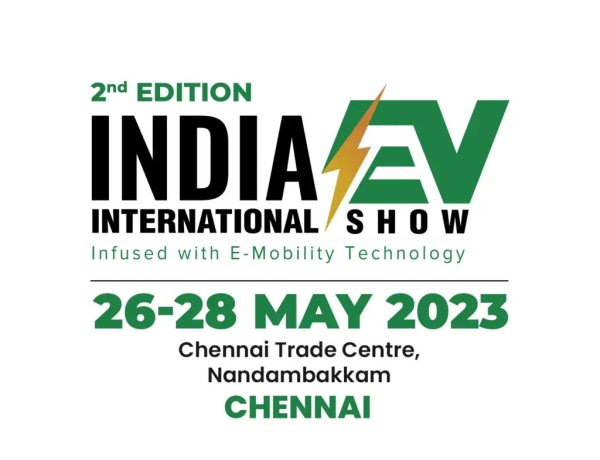 2nd EDITION
INDIA EV
INTERNATIONAL SHOW
Infused with E-Mobility Technology
26-28 MAY 2023
Chennai Trade Centre,
Nandambakkam
CHENNAI